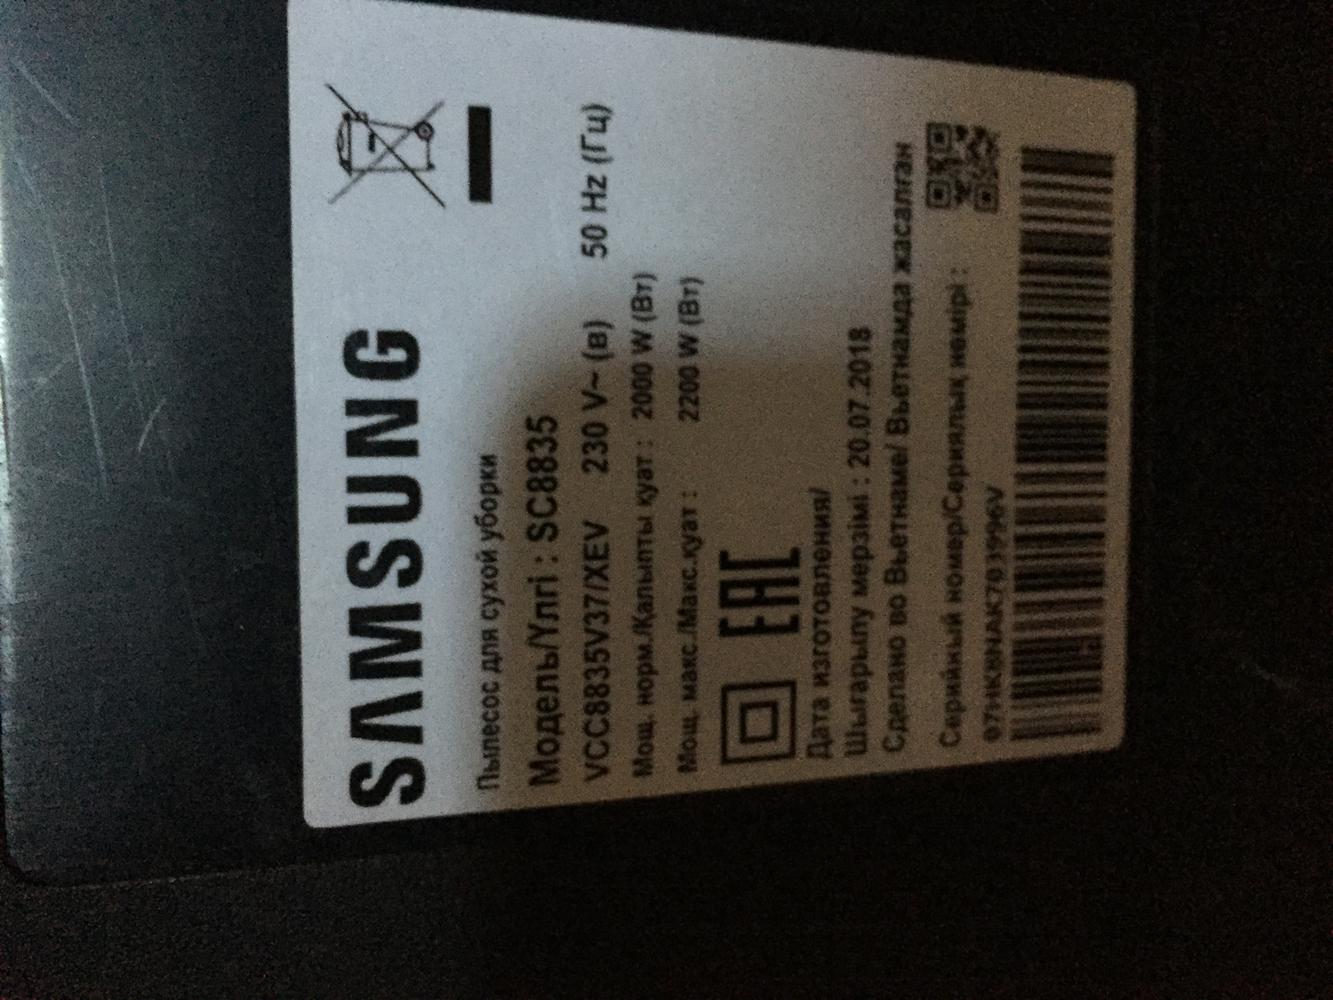 SAMSUNG
Пылесос для сухой уборки
Модель/Үлгі : SC8835
VCC8835V37/XEV 230 V~ (в) 50 Hz (Гц)
Мощ. норм./Қалыпты қуат : 2000 W (Вт)
Мощ. макс./Макс.қуат : 2200 W (Вт)
EAC
Дата изготовления/
Шығарылу мерзімі : 20.07.2018
Сделано во Вьетнаме/ Вьетнамда жасалған
Серийный номер/Сериялық нөмірі :